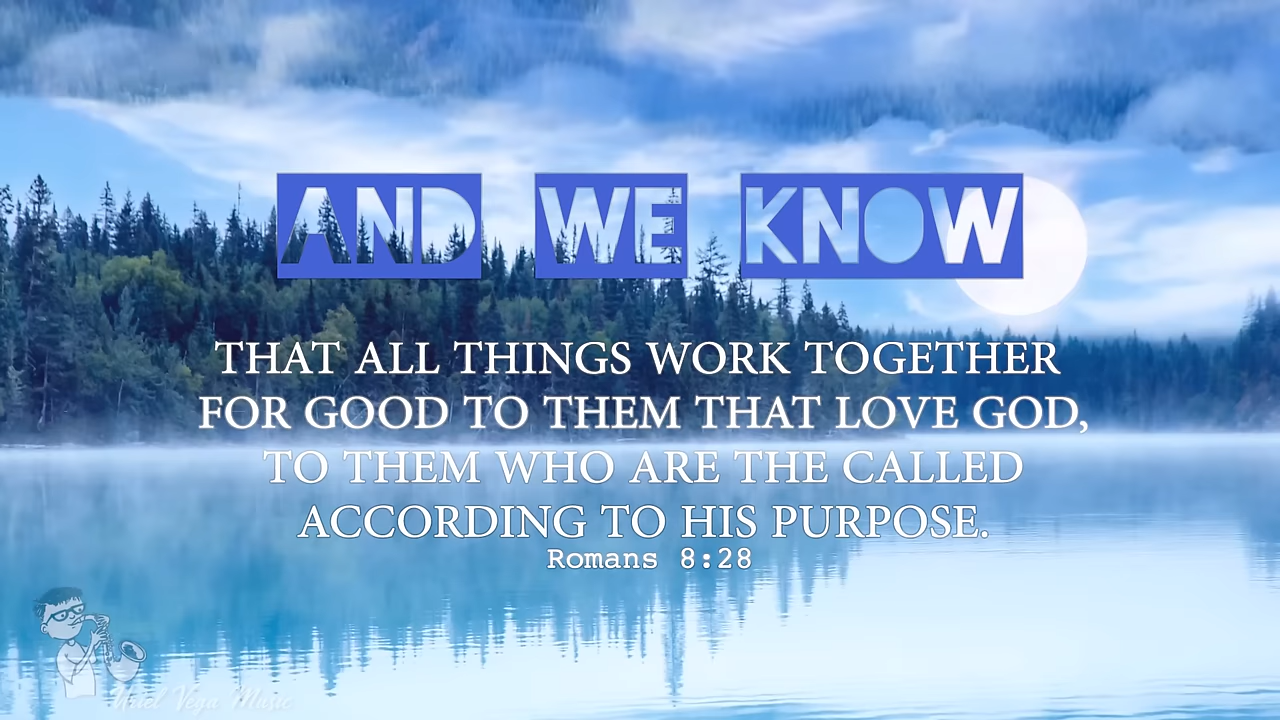 AND WE KNOW
THAT ALL THINGS WORK TOGETHER
FOR GOOD TO THEM THAT LOVE GOD,
TO THEM WHO ARE THE CALLED
ACCORDING TO HIS PURPOSE.
Romans 8:28
Uriel Vega Music